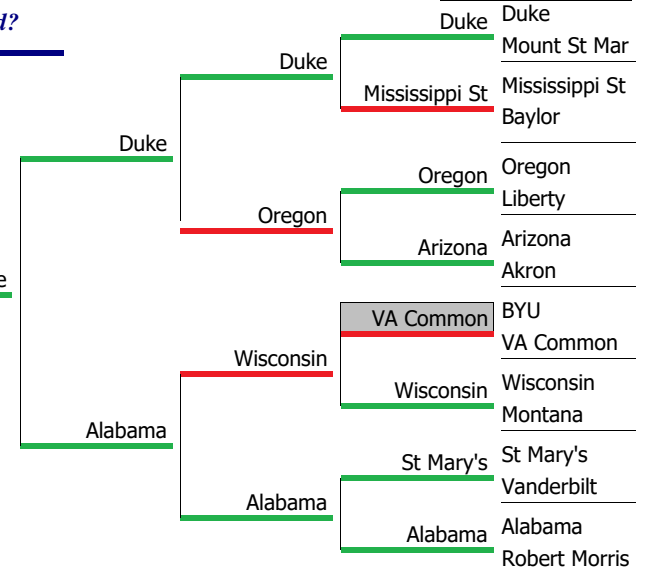 d?
Duke
Mount St Mar
Mississippi St
Baylor
Oregon
Liberty
Arizona
Akron
BYU
VA Common
Wisconsin
Montana
St Mary's
Vanderbilt
Alabama
Robert Morris
Duke
Mississippi St
Oregon
Arizona
VA Common
Wisconsin
St Mary's
Alabama
Duke
Oregon
Wisconsin
Alabama
Duke
Alabama
e